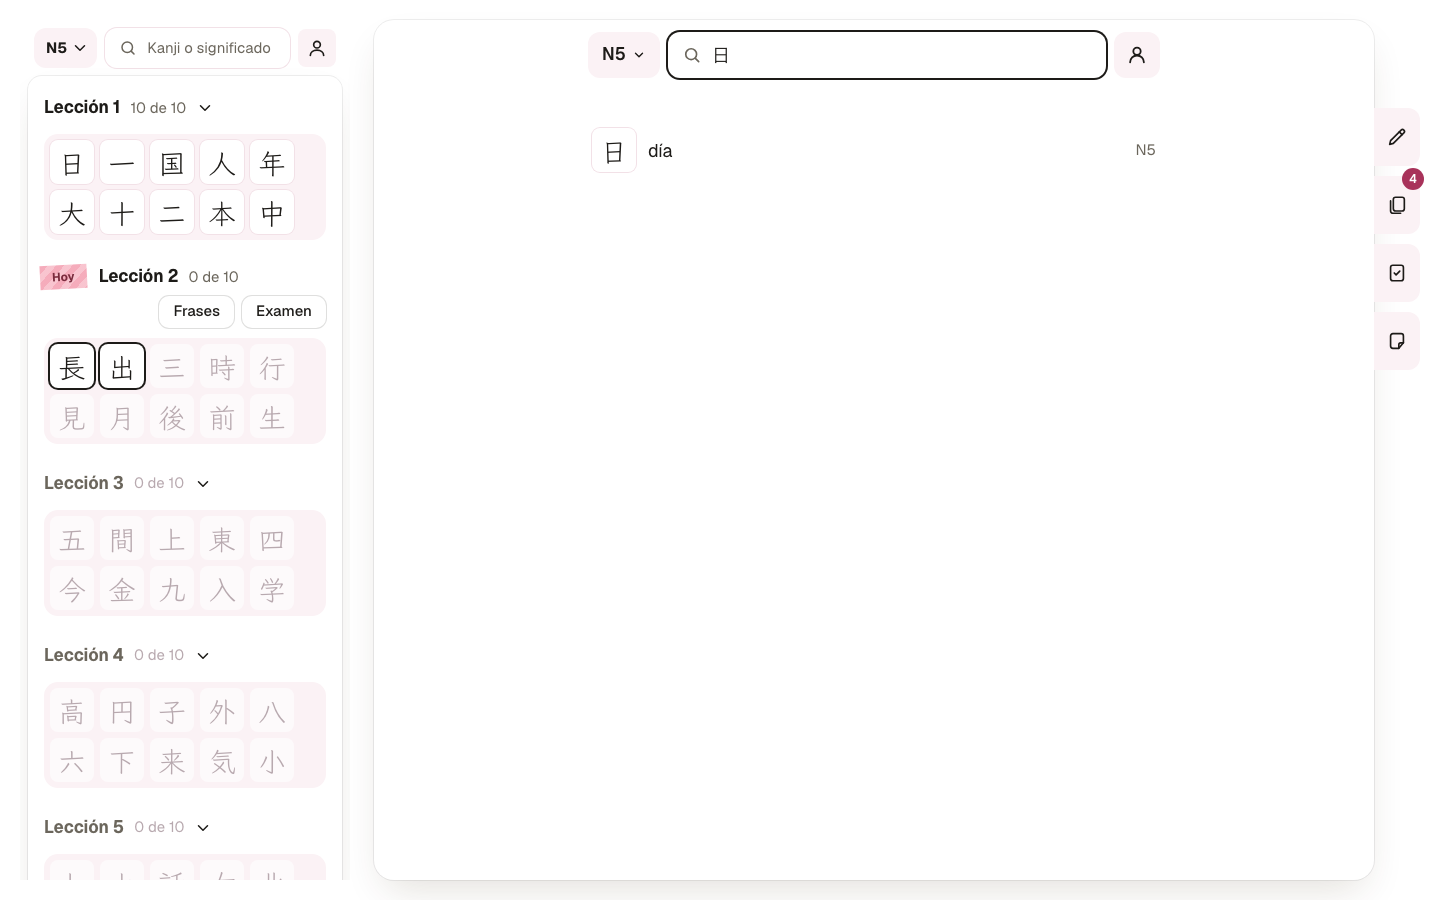 N5 Kanji o significado
Lección 1 10 de 10
日 一 国 人 年
大 十 二 本 中
Hoy Lección 2 0 de 10
Frases Examen
長 出 三 時 行
見 月 後 前 生
Lección 3 0 de 10
五 間 上 東 四
今 金 九 入 学
Lección 4 0 de 10
高 円 子 外 八
六 下 来 気 小
Lección 5 0 de 10
N5 日
日 día N5
4